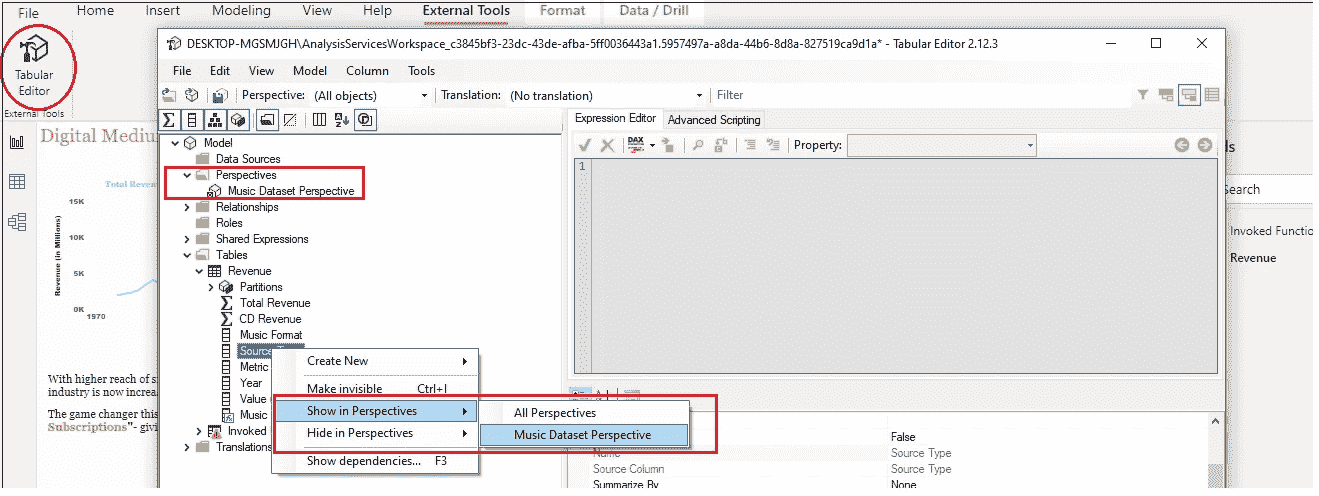 File Home Insert Modeling View Help External Tools Format Data / Drill
Tabular
Editor
External Tools
DESKTOP-MGSMJGH\AnalysisServicesWorkspace_c3845bf3-23dc-43de-afba-5ff0036443a1.5957497a-a8da-44b6-8d8a-827519ca9d1a* - Tabular Editor 2.12.3
File Edit View Model Column Tools
Perspective: (All objects) Translation: (No translation) Filter
Expression Editor Advanced Scripting
DAX Property:
1
Model
Data Sources
Perspectives
Music Dataset Perspective
Relationships
Roles
Shared Expressions
Tables
Revenue
Partitions
Total Revenue
CD Revenue
Music Format
Source
Metric
Year
Value
Music
Invoked
Translations
Create New
Make invisible Ctrl+I
Show in Perspectives
Hide in Perspectives
Show dependencies... F3
All Perspectives
Music Dataset Perspective
False
Name Source Type
Source Column Source Type
Summarize By None
Digital Mediu
Total Reven
15K
10K
5K
0K
1970
Revenue (in Millions)
With higher reach of s
industry is now increa
The game changer this
Subscriptions"- givi
ds
Search
Invoked Functio
Revenue